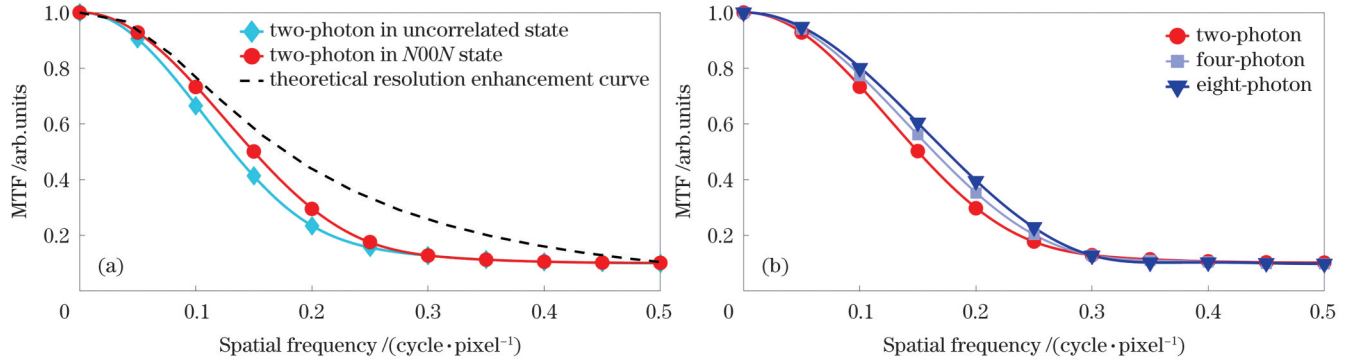 1.0
0.8
0.6
0.4
0.2
0
0.1
0.2
0.3
0.4
0.5
MTF /arb.units
Spatial frequency /(cycle·pixel⁻¹)
two-photon in uncorrelated state
two-photon in N00N state
theoretical resolution enhancement curve
(a)
1.0
0.8
0.6
0.4
0.2
0
0.1
0.2
0.3
0.4
0.5
MTF /arb.units
Spatial frequency /(cycle·pixel⁻¹)
two-photon
four-photon
eight-photon
(b)